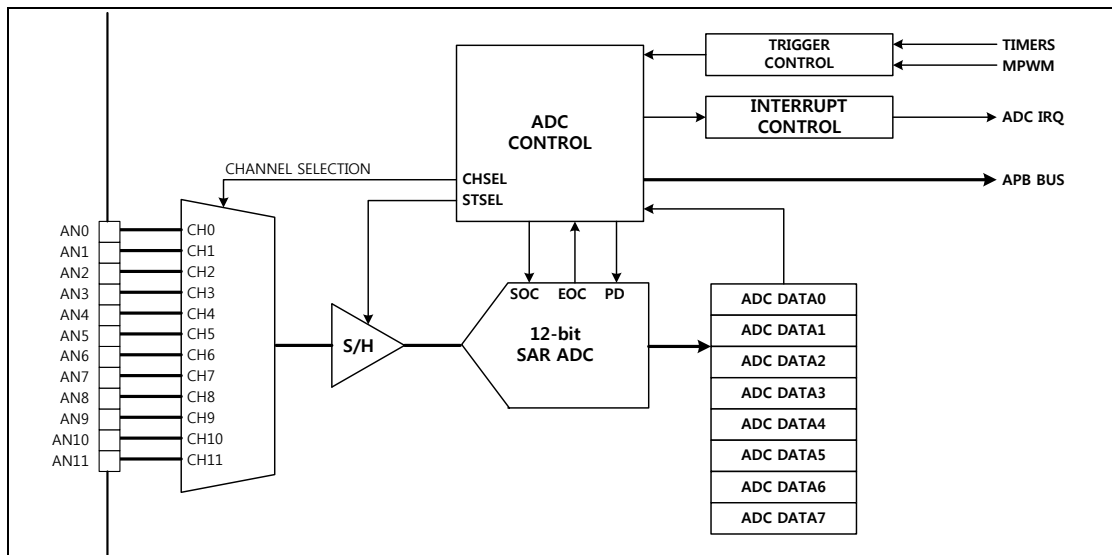 TRIGGER
CONTROL
TIMERS
MPWM
ADC
CONTROL
INTERRUPT
CONTROL
ADC IRQ
CHANNEL SELECTION
CHSEL
STSEL
APB BUS
AN0
AN1
AN2
AN3
AN4
AN5
AN6
AN7
AN8
AN9
AN10
AN11
CH0
CH1
CH2
CH3
CH4
CH5
CH6
CH7
CH8
CH9
CH10
CH11
S/H
SOC EOC PD
12-bit
SAR ADC
ADC DATA0
ADC DATA1
ADC DATA2
ADC DATA3
ADC DATA4
ADC DATA5
ADC DATA6
ADC DATA7